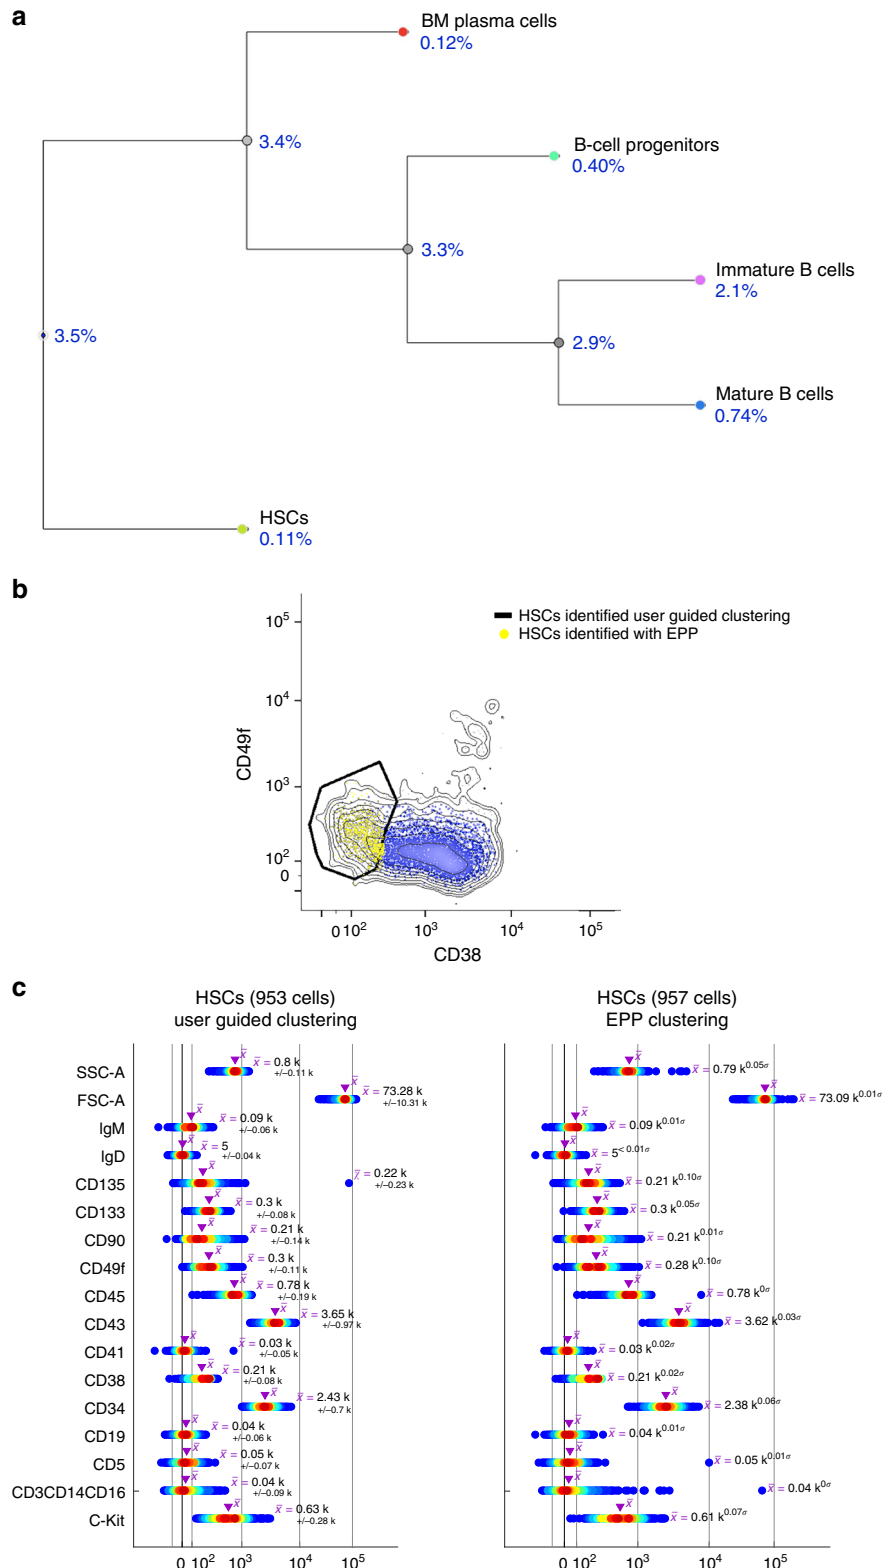 a
BM plasma cells
0.12%
3.4%
B-cell progenitors
0.40%
3.3%
Immature B cells
2.1%
3.5%
2.9%
Mature B cells
0.74%
HSCs
0.11%
b
HSCs identified user guided clustering
HSCs identified with EPP
CD49f
10^5
10^4
10^3
10^2
0
0 10^2 10^3 10^4 10^5
CD38
c
HSCs (953 cells)
user guided clustering
HSCs (957 cells)
EPP clustering
SSC-A x̄ x̄ = 0.8 k +/–0.11 k x̄ x̄ = 0.79 k^0.05σ
FSC-A x̄ x̄ = 73.28 k +/–10.31 k x̄ x̄ = 73.09 k^0.01σ
IgM x̄ x̄ = 0.09 k +/–0.06 k x̄ x̄ = 0.09 k^0.01σ
IgD x̄ x̄ = 5 +/–0.04 k x̄ x̄ = 5^< 0.01σ
CD135 x̄ x̄ = 0.22 k +/–0.23 k x̄ x̄ = 0.21 k^0.10σ
CD133 x̄ x̄ = 0.3 k +/–0.08 k x̄ x̄ = 0.3 k^0.05σ
CD90 x̄ x̄ = 0.21 k +/–0.14 k x̄ x̄ = 0.21 k^0.01σ
CD49f x̄ x̄ = 0.3 k +/–0.11 k x̄ x̄ = 0.28 k^0.10σ
CD45 x̄ x̄ = 0.78 k +/–0.19 k x̄ x̄ = 0.78 k^0σ
CD43 x̄ x̄ = 3.65 k +/–0.97 k x̄ x̄ = 3.62 k^0.03σ
CD41 x̄ x̄ = 0.03 k +/–0.05 k x̄ x̄ = 0.03 k^0.02σ
CD38 x̄ x̄ = 0.21 k +/–0.08 k x̄ x̄ = 0.21 k^0.02σ
CD34 x̄ x̄ = 2.43 k +/–0.7 k x̄ x̄ = 2.38 k^0.06σ
CD19 x̄ x̄ = 0.04 k +/–0.06 k x̄ x̄ = 0.04 k^0.01σ
CD5 x̄ x̄ = 0.05 k +/–0.07 k x̄ x̄ = 0.05 k^0.01σ
CD3CD14CD16 x̄ x̄ = 0.04 k +/–0.09 k x̄ x̄ = 0.04 k^0σ
C-Kit x̄ x̄ = 0.63 k +/–0.28 k x̄ x̄ = 0.61 k^0.07σ
0 10^2 10^3 10^4 10^5 0 10^2 10^3 10^4 10^5